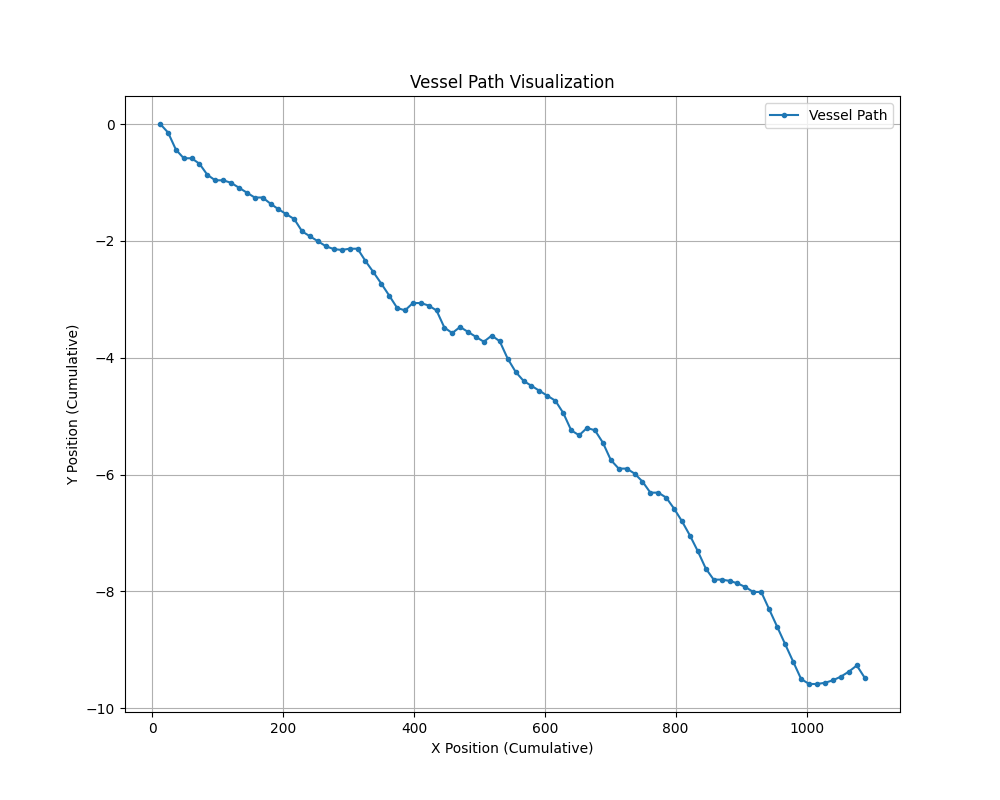 Vessel Path Visualization
Vessel Path
Y Position (Cumulative)
0
−2
−4
−6
−8
−10
0 200 400 600 800 1000
X Position (Cumulative)